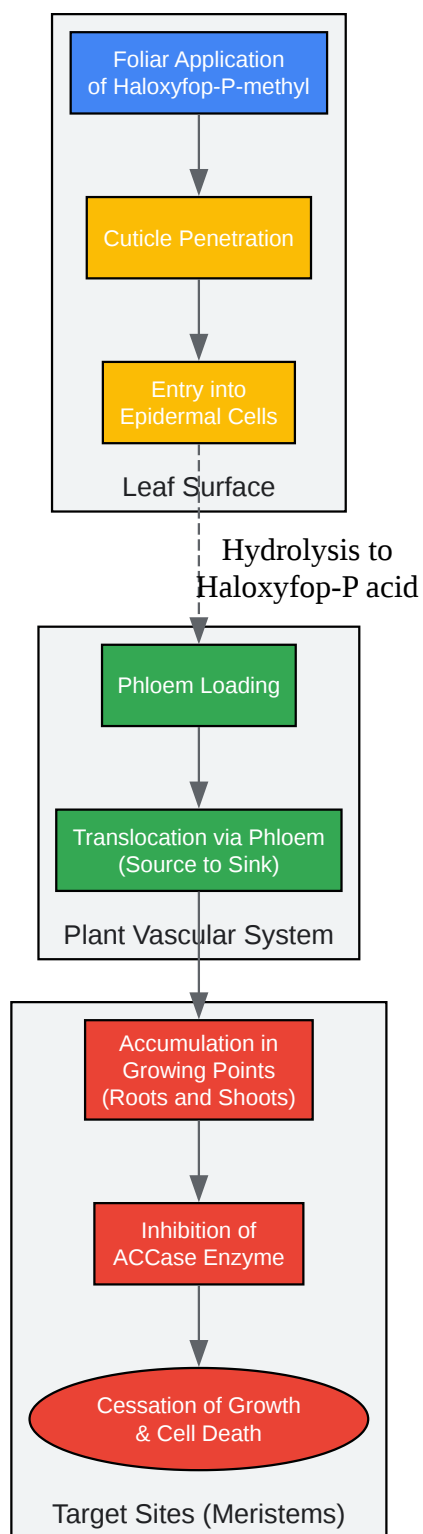 Foliar Application
of Haloxyfop-P-methyl
Cuticle Penetration
Entry into
Epidermal Cells
Leaf Surface
Hydrolysis to
Haloxyfop-P acid
Phloem Loading
Translocation via Phloem
(Source to Sink)
Plant Vascular System
Accumulation in
Growing Points
(Roots and Shoots)
Inhibition of
ACCase Enzyme
Cessation of Growth
& Cell Death
Target Sites (Meristems)